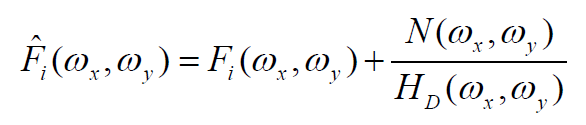 F̂ᵢ(ωₓ, ω_y) = Fᵢ(ωₓ, ω_y) + N(ωₓ, ω_y) / H_D(ωₓ, ω_y)